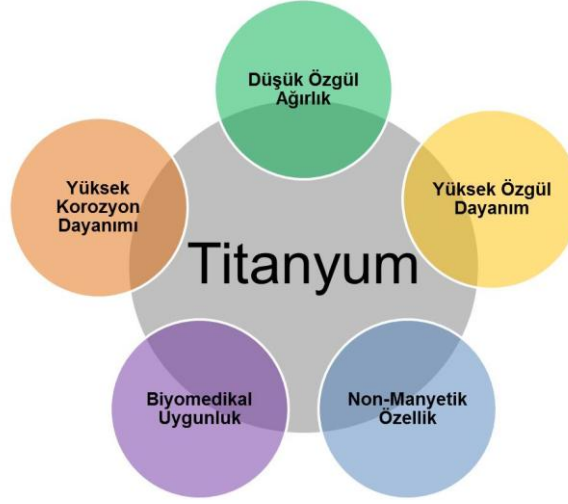 Düşük Özgül
Ağırlık
Yüksek
Korozyon
Dayanımı
Yüksek Özgül
Dayanım
Titanyum
Biyomedikal
Uygunluk
Non-Manyetik
Özellik